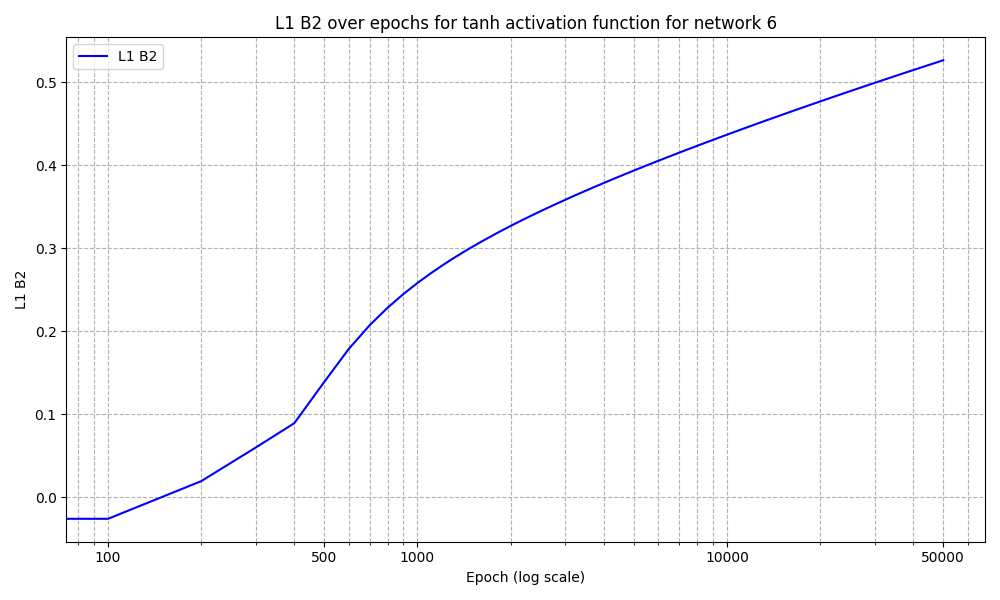 L1 B2 over epochs for tanh activation function for network 6
L1 B2
0.5
0.4
0.3
0.2
0.1
0.0
L1 B2
100
500
1000
10000
50000
Epoch (log scale)